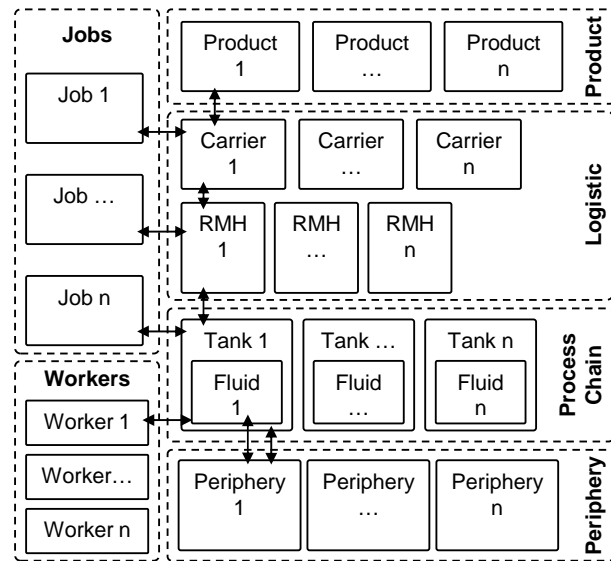 Jobs
Job 1
Job …
Job n
Workers
Worker 1
Worker…
Worker n
Product
1
Product
…
Product
n
Product
Carrier
1
Carrier
…
Carrier
n
RMH
1
RMH
…
RMH
n
Logistic
Tank 1
Fluid
1
Tank …
Fluid
…
Tank n
Fluid
n
Process
Chain
Periphery
1
Periphery
…
Periphery
n
Periphery